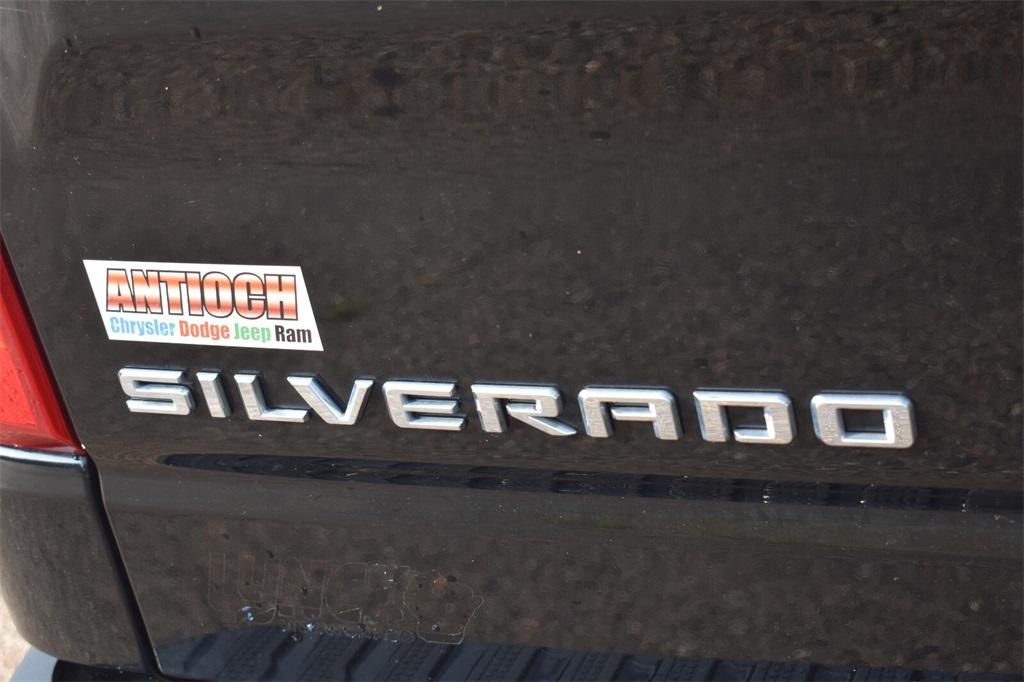 ANTIOCH
Chrysler Dodge Jeep Ram
SILVERADO